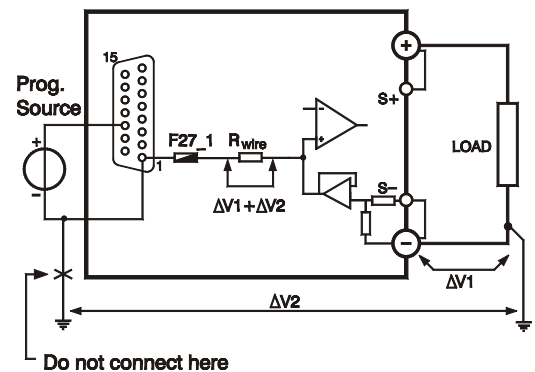 15
+
Prog.
Source
S+
F27_1
Rwire
LOAD
+
−
1
+
−
ΔV1+ΔV2
S−
−
ΔV1
ΔV2
Do not connect here